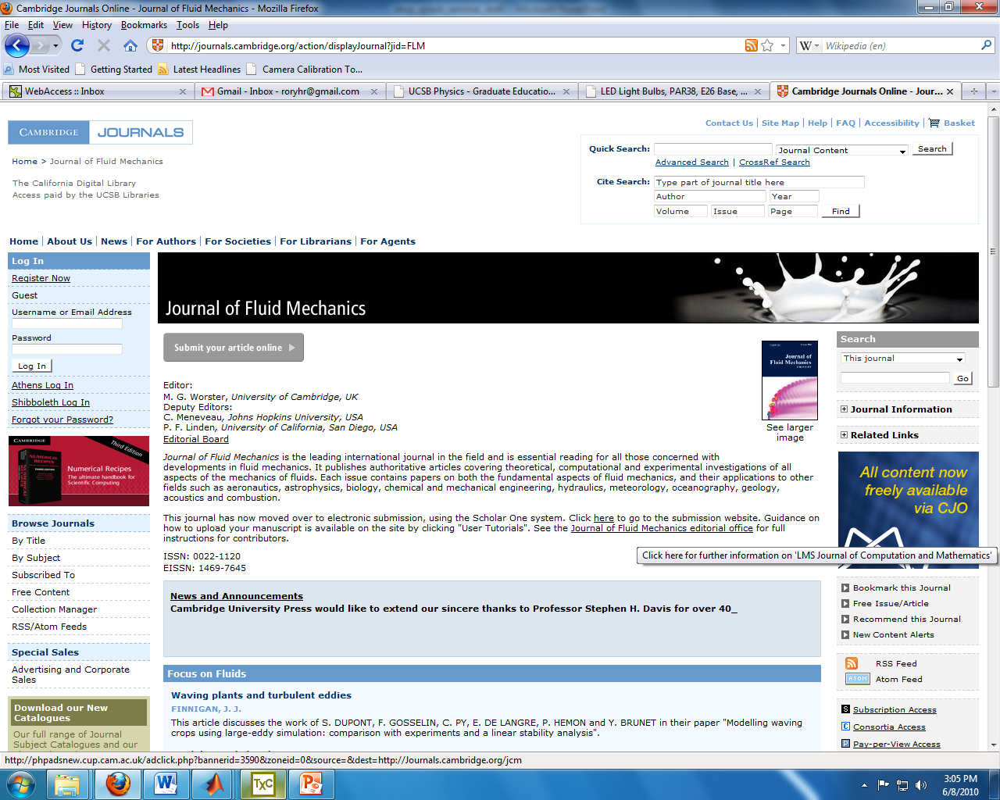 Cambridge Journals Online - Journal of Fluid Mechanics - Mozilla Firefox
File Edit View History Bookmarks Tools Help
http://journals.cambridge.org/action/displayJournal?jid=FLM
W Wikipedia (en)
Most Visited Getting Started Latest Headlines Camera Calibration To...
WebAccess :: Inbox
Gmail - Inbox - roryhr@gmail.com
UCSB Physics - Graduate Educatio...
LED Light Bulbs, PAR38, E26 Base, ...
Cambridge Journals Online - Jour...
CAMBRIDGE JOURNALS
Contact Us | Site Map | Help | FAQ | Accessibility | Basket
Home > Journal of Fluid Mechanics
The California Digital Library
Access paid by the UCSB Libraries
Quick Search: Journal Content Search
Advanced Search | CrossRef Search
Cite Search: Type part of journal title here
Author Year
Volume Issue Page Find
Home | About Us | News | For Authors | For Societies | For Librarians | For Agents
Log In
Register Now
Guest
Username or Email Address
Password
Log In
Athens Log In
Shibboleth Log In
Forgot your Password?
CAMBRIDGE
Third Edition
NUMERICAL RECIPES
Numerical Recipes
The ultimate handbook for
Scientific Computing
Browse Journals
By Title
By Subject
Subscribed To
Free Content
Collection Manager
RSS/Atom Feeds
Special Sales
Advertising and Corporate
Sales
Download our New
Catalogues
Our full range of Journal
Subject Catalogues and our
Journal of Fluid Mechanics
Submit your article online
Editor:
M. G. Worster, University of Cambridge, UK
Deputy Editors:
C. Meneveau, Johns Hopkins University, USA
P. F. Linden, University of California, San Diego, USA
Editorial Board
Journal of
Fluid Mechanics
See larger
image
Journal of Fluid Mechanics is the leading international journal in the field and is essential reading for all those concerned with
developments in fluid mechanics. It publishes authoritative articles covering theoretical, computational and experimental investigations of all
aspects of the mechanics of fluids. Each issue contains papers on both the fundamental aspects of fluid mechanics, and their applications to other
fields such as aeronautics, astrophysics, biology, chemical and mechanical engineering, hydraulics, meteorology, oceanography, geology,
acoustics and combustion.
This journal has now moved over to electronic submission, using the Scholar One system. Click here to go to the submission website. Guidance on
how to upload your manuscript is available on the site by clicking "User Tutorials". See the Journal of Fluid Mechanics editorial office for full
instructions for contributors.
ISSN: 0022-1120
EISSN: 1469-7645
News and Announcements
Cambridge University Press would like to extend our sincere thanks to Professor Stephen H. Davis for over 40_
Focus on Fluids
Waving plants and turbulent eddies
FINNIGAN, J. J.
This article discusses the work of S. DUPONT, F. GOSSELIN, C. PY, E. DE LANGRE, P. HEMON and Y. BRUNET in their paper "Modelling waving
crops using large-eddy simulation: comparison with experiments and a linear stability analysis".
Search
This journal
Go
Journal Information
Related Links
All content now
freely available
via CJO
Click here for further information on 'LMS Journal of Computation and Mathematics'
Bookmark this Journal
Free Issue/Article
Recommend this Journal
New Content Alerts
RSS Feed
ATOM Atom Feed
S Subscription Access
C Consortia Access
P Pay-per-View Access
http://phpadsnew.cup.cam.ac.uk/adclick.php?bannerid=3590&zoneid=0&source=&dest=http://Journals.cambridge.org/jcm
TXC
3:05 PM
6/8/2010